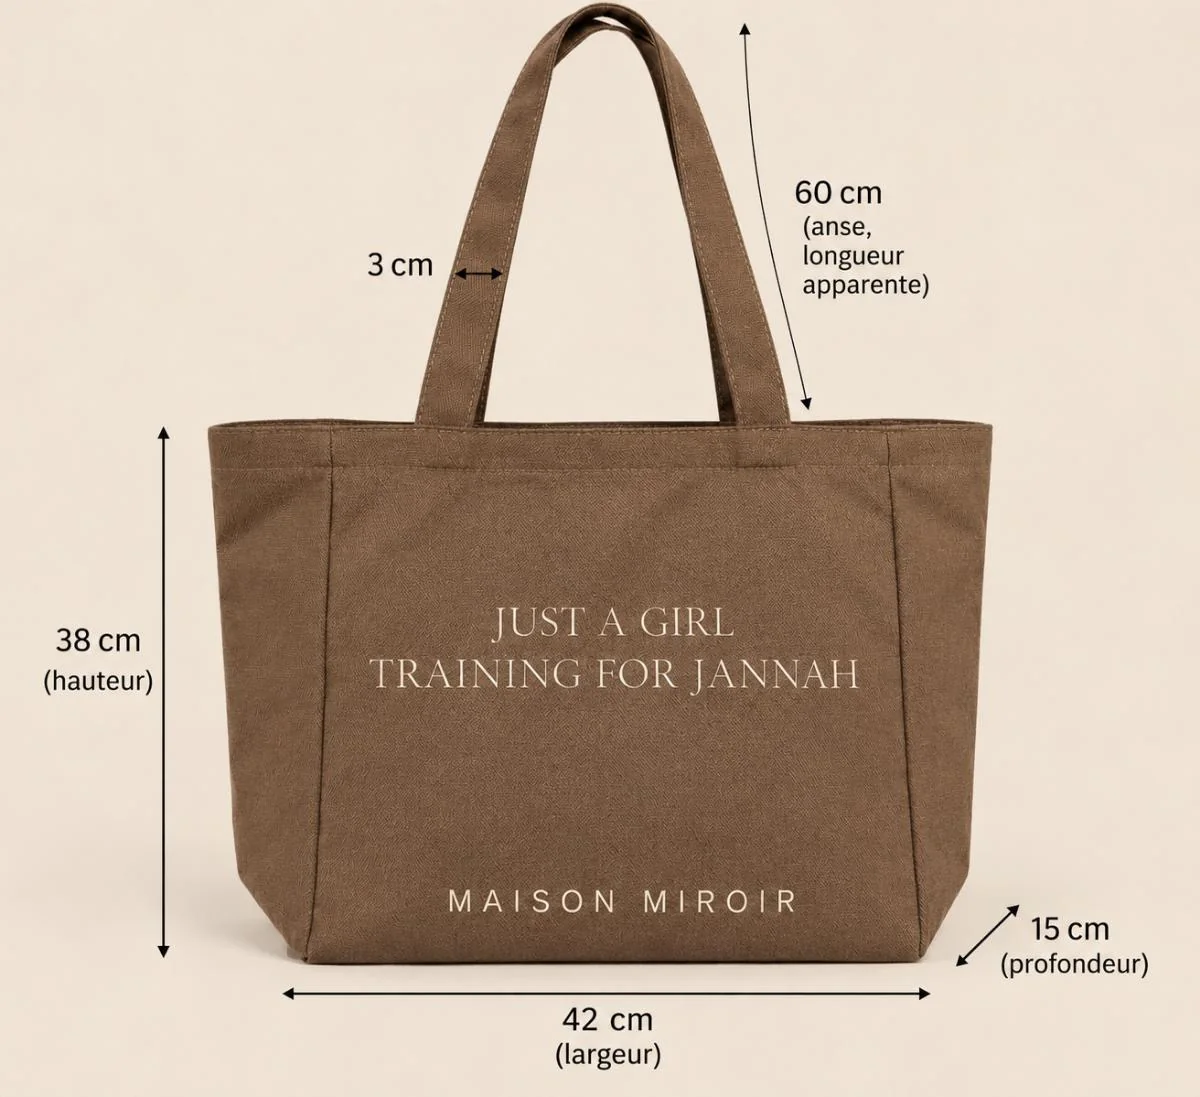 60 cm
(anse,
longueur
apparente)
3 cm
38 cm
(hauteur)
JUST A GIRL
TRAINING FOR JANNAH
MAISON MIROIR
15 cm
(profondeur)
42 cm
(largeur)